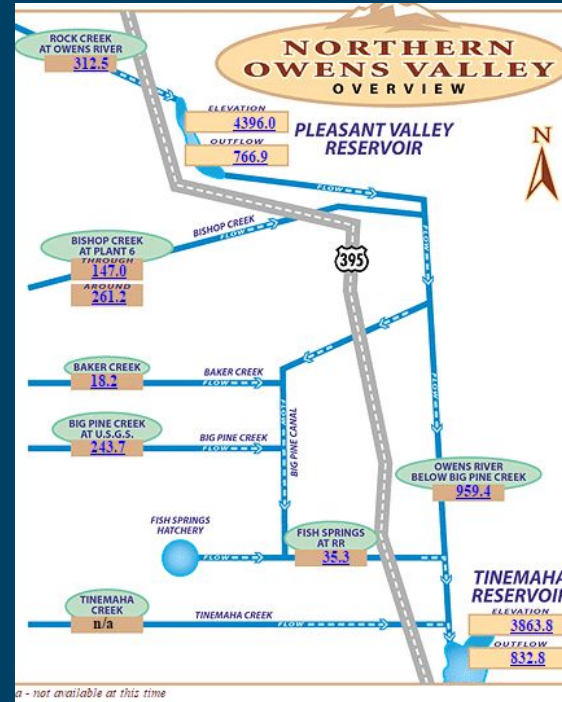 NORTHERN
OWENS VALLEY
OVERVIEW
ROCK CREEK
AT OWENS RIVER
312.5
ELEVATION
4396.0
OUTFLOW
766.9
PLEASANT VALLEY
RESERVOIR
N
FLOW
BISHOP CREEK
FLOW
FLOW
BISHOP CREEK
AT PLANT 6
THROUGH
147.0
AROUND
261.2
395
FLOW
BAKER CREEK
18.2
BAKER CREEK
FLOW
FLOW
FLOW
BIG PINE CANAL
BIG PINE CREEK
AT U.S.G.S.
243.7
BIG PINE CREEK
FLOW
OWENS RIVER
BELOW BIG PINE CREEK
959.4
FISH SPRINGS
HATCHERY
FLOW
FISH SPRINGS
AT RR
35.3
TINEMAHA
RESERVOIR
ELEVATION
3863.8
OUTFLOW
832.8
TINEMAHA
CREEK
n/a
TINEMAHA CREEK
FLOW
a - not available at this time